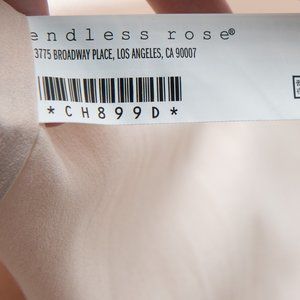 endless rose®
3775 BROADWAY PLACE, LOS ANGELES, CA 90007
*CH899D*